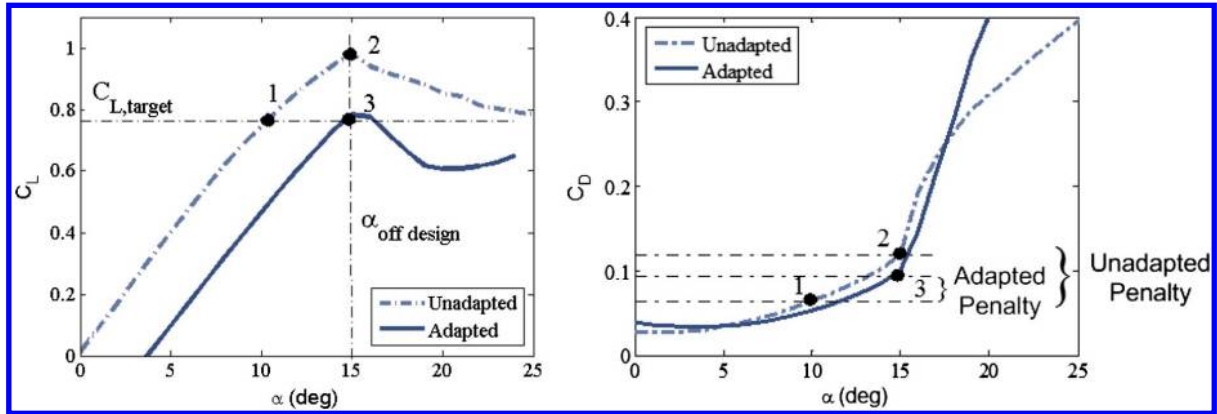 1
0.8
0.6
0.4
0.2
0
0
5
10
15
20
25
C_L
α (deg)
C_L,target
1
2
3
α_off design
Unadapted
Adapted
0.4
0.3
0.2
0.1
0
0
5
10
15
20
25
C_D
α (deg)
Unadapted
Adapted
1
2
3
Adapted
Penalty
Unadapted
Penalty